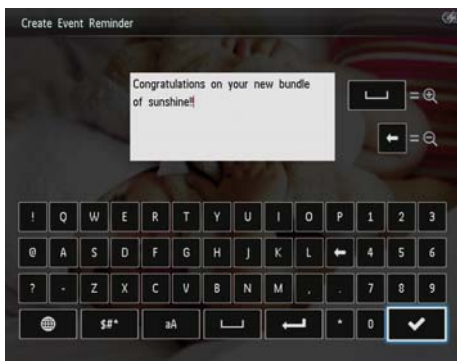 Create Event Reminder
Congratulations on your new bundle
of sunshine!!
=
=
! Q W E R T Y U I O P 1 2 3
@ A S D F G H J K L 4 5 6
? - Z X C V B N M , . 7 8 9
$#* aA * 0